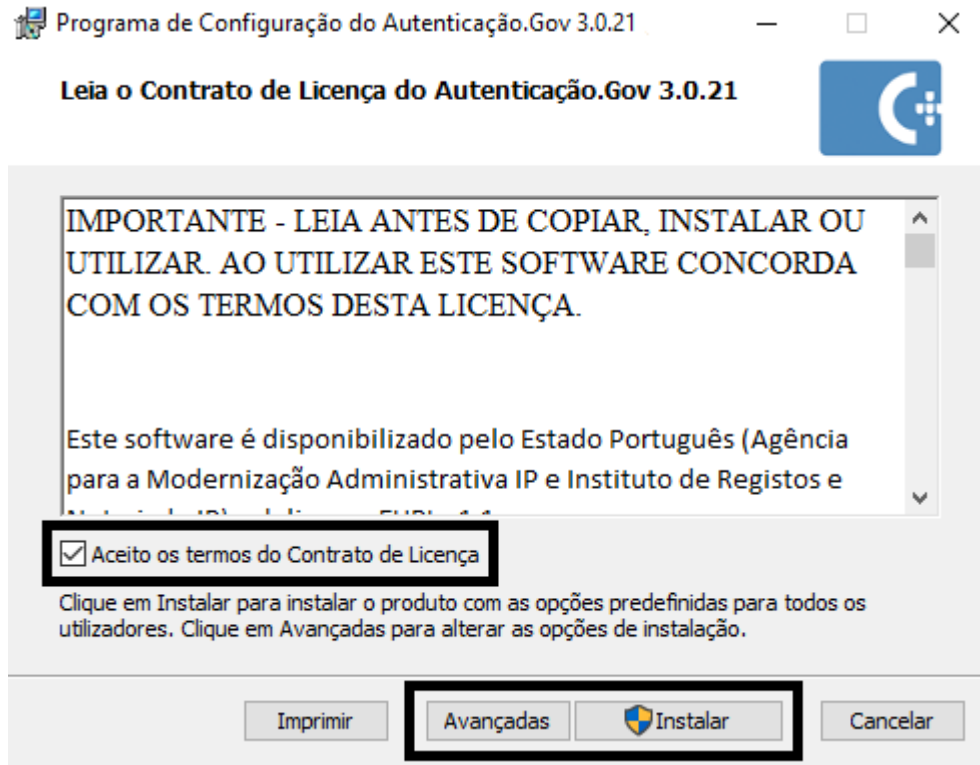 Programa de Configuração do Autenticação.Gov 3.0.21
Leia o Contrato de Licença do Autenticação.Gov 3.0.21
IMPORTANTE - LEIA ANTES DE COPIAR, INSTALAR OU
UTILIZAR. AO UTILIZAR ESTE SOFTWARE CONCORDA
COM OS TERMOS DESTA LICENÇA.
Este software é disponibilizado pelo Estado Português (Agência
para a Modernização Administrativa IP e Instituto de Registos e
Aceito os termos do Contrato de Licença
Clique em Instalar para instalar o produto com as opções predefinidas para todos os
utilizadores. Clique em Avançadas para alterar as opções de instalação.
Imprimir Avançadas Instalar Cancelar